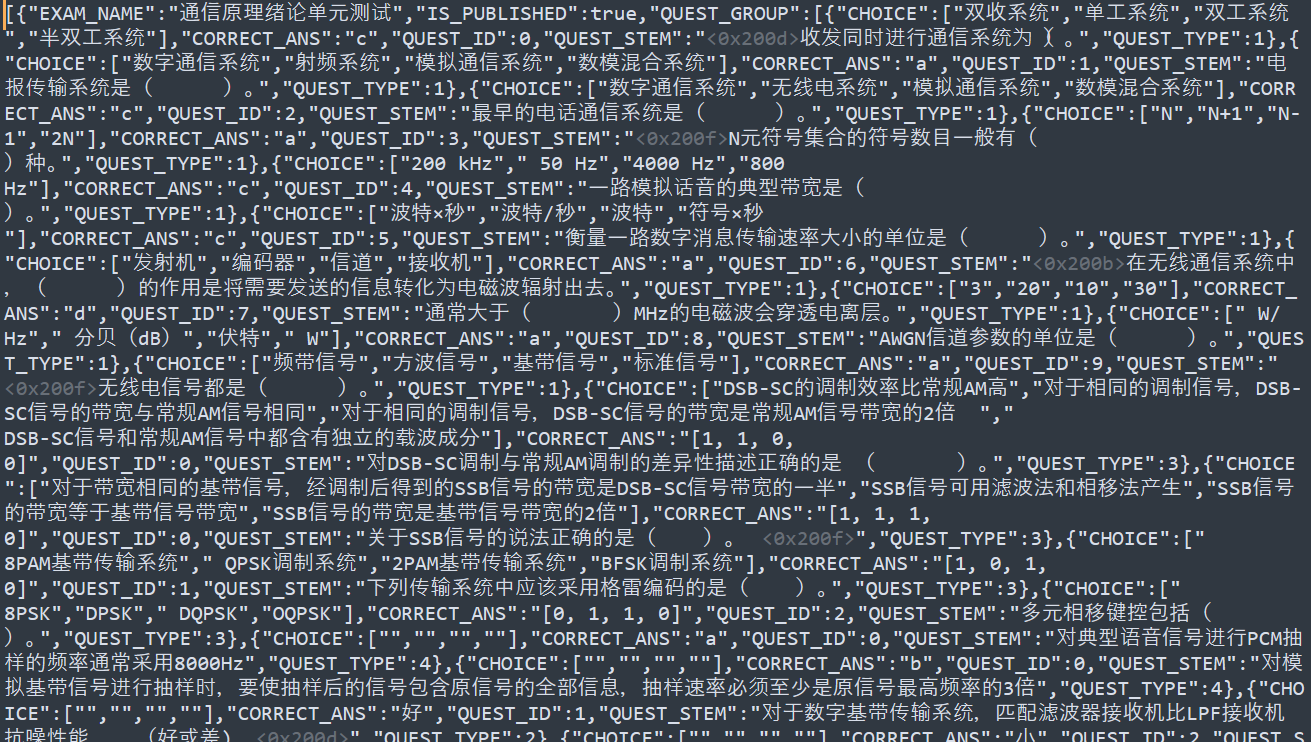 [{"EXAM_NAME":"通信原理绪论单元测试","IS_PUBLISHED":true,"QUEST_GROUP":[{"CHOICE":["双收系统","单工系统","双工系统
","半双工系统"],"CORRECT_ANS":"c","QUEST_ID":0,"QUEST_STEM":"<0x200d>收发同时进行通信系统为 ( 。","QUEST_TYPE":1},{
"CHOICE":["数字通信系统","射频系统","模拟通信系统","数模混合系统"],"CORRECT_ANS":"a","QUEST_ID":1,"QUEST_STEM":"电
报传输系统是（      ）。","QUEST_TYPE":1},{"CHOICE":["数字通信系统","无线电系统","模拟通信系统","数模混合系统"],"CORR
ECT_ANS":"c","QUEST_ID":2,"QUEST_STEM":"最早的电话通信系统是（      ）。","QUEST_TYPE":1},{"CHOICE":["N","N+1","N-
1","2N"],"CORRECT_ANS":"a","QUEST_ID":3,"QUEST_STEM":"<0x200f>N元符号集合的符号数目一般有（
）种。","QUEST_TYPE":1},{"CHOICE":["200 kHz"," 50 Hz","4000 Hz","800
Hz"],"CORRECT_ANS":"c","QUEST_ID":4,"QUEST_STEM":"一路模拟话音的典型带宽是（
）。","QUEST_TYPE":1},{"CHOICE":["波特×秒","波特/秒","波特","符号×秒
"],"CORRECT_ANS":"c","QUEST_ID":5,"QUEST_STEM":"衡量一路数字消息传输速率大小的单位是（      ）。","QUEST_TYPE":1},{
"CHOICE":["发射机","编码器","信道","接收机"],"CORRECT_ANS":"a","QUEST_ID":6,"QUEST_STEM":"<0x200b>在无线通信系统中
，（      ）的作用是将需要发送的信息转化为电磁波辐射出去。","QUEST_TYPE":1},{"CHOICE":["3","20","10","30"],"CORRECT_
ANS":"d","QUEST_ID":7,"QUEST_STEM":"通常大于（      ）MHz的电磁波会穿透电离层。","QUEST_TYPE":1},{"CHOICE":[" W/
Hz"," 分贝（dB）","伏特"," W"],"CORRECT_ANS":"a","QUEST_ID":8,"QUEST_STEM":"AWGN信道参数的单位是（      ）。","QUES
T_TYPE":1},{"CHOICE":["频带信号","方波信号","基带信号","标准信号"],"CORRECT_ANS":"a","QUEST_ID":9,"QUEST_STEM":"
<0x200f>无线电信号都是（      ）。","QUEST_TYPE":1},{"CHOICE":["DSB-SC的调制效率比常规AM高","对于相同的调制信号，DSB-
SC信号的带宽与常规AM信号相同","对于相同的调制信号，DSB-SC信号的带宽是常规AM信号带宽的2倍  ","
DSB-SC信号和常规AM信号中都含有独立的载波成分"],"CORRECT_ANS":"[1, 1, 0,
0]","QUEST_ID":0,"QUEST_STEM":"对DSB-SC调制与常规AM调制的差异性描述正确的是 （      ）。","QUEST_TYPE":3},{"CHOICE
":["对于带宽相同的基带信号，经调制后得到的SSB信号的带宽是DSB-SC信号带宽的一半","SSB信号可用滤波法和相移法产生","SSB信号
的带宽等于基带信号带宽","SSB信号的带宽是基带信号带宽的2倍"],"CORRECT_ANS":"[1, 1, 1,
0]","QUEST_ID":0,"QUEST_STEM":"关于SSB信号的说法正确的是（   ）。  <0x200f>","QUEST_TYPE":3},{"CHOICE":["
8PAM基带传输系统"," QPSK调制系统","2PAM基带传输系统","BFSK调制系统"],"CORRECT_ANS":"[1, 0, 1,
0]","QUEST_ID":1,"QUEST_STEM":"下列传输系统中应该采用格雷编码的是（   ）。","QUEST_TYPE":3},{"CHOICE":["
8PSK","DPSK"," DQPSK","OQPSK"],"CORRECT_ANS":"[0, 1, 1, 0]","QUEST_ID":2,"QUEST_STEM":"多元相移键控包括（
）。","QUEST_TYPE":3},{"CHOICE":["","","",""],"CORRECT_ANS":"a","QUEST_ID":0,"QUEST_STEM":"对典型语音信号进行PCM抽
样的频率通常采用8000Hz","QUEST_TYPE":4},{"CHOICE":["","","",""],"CORRECT_ANS":"b","QUEST_ID":0,"QUEST_STEM":"对模
拟基带信号进行抽样时，要使抽样后的信号包含原信号的全部信息，抽样速率必须至少是原信号最高频率的3倍","QUEST_TYPE":4},{"CHO
ICE":["","","",""],"CORRECT_ANS":"好","QUEST_ID":1,"QUEST_STEM":"对于数字基带传输系统，匹配滤波器接收机比LPF接收机
抗噪性能    （好或差） <0x200d>","QUEST_TYPE":2},{"CHOICE":["","","",""],"CORRECT_ANS":"小","QUEST_ID":2,"QUEST_S